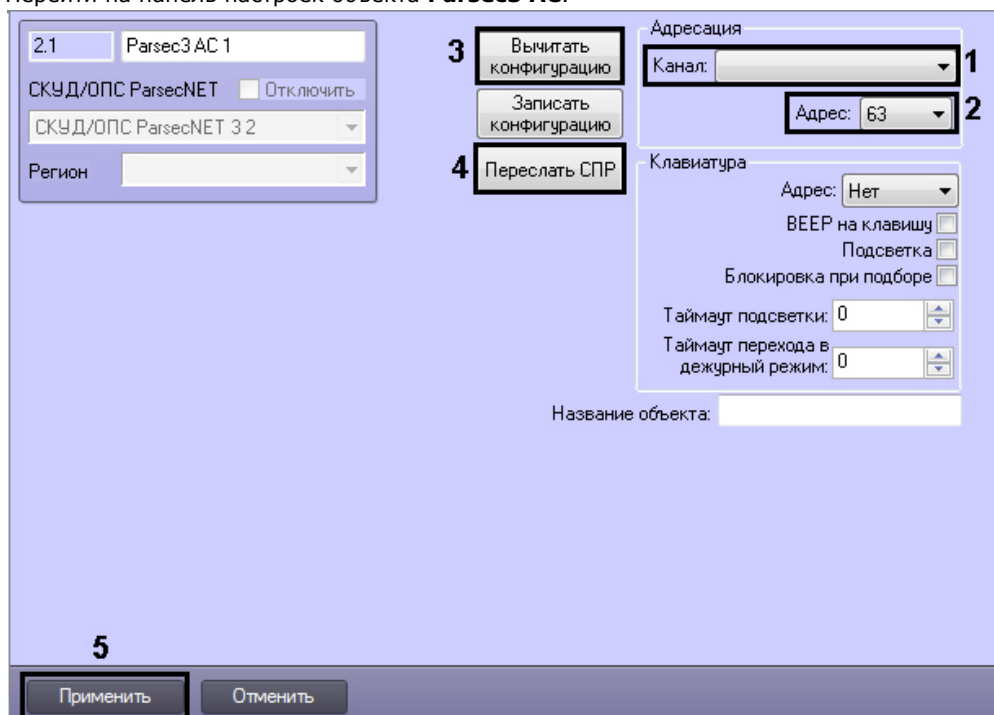 Перейти на панель настроек объекта Parsec3 AC.
2.1
Parsec3 AC 1
СКУД/ОПС ParsecNET
Отключить
СКУД/ОПС ParsecNET 3 2
Регион
3
Вычитать
конфигурацию
Записать
конфигурацию
4
Переслать СПР
Адресация
Канал:
1
Адрес: 63
2
Клавиатура
Адрес: Нет
BEEP на клавишу
Подсветка
Блокировка при подборе
Таймаут подсветки: 0
Таймаут перехода в
дежурный режим: 0
Название объекта:
5
Применить
Отменить